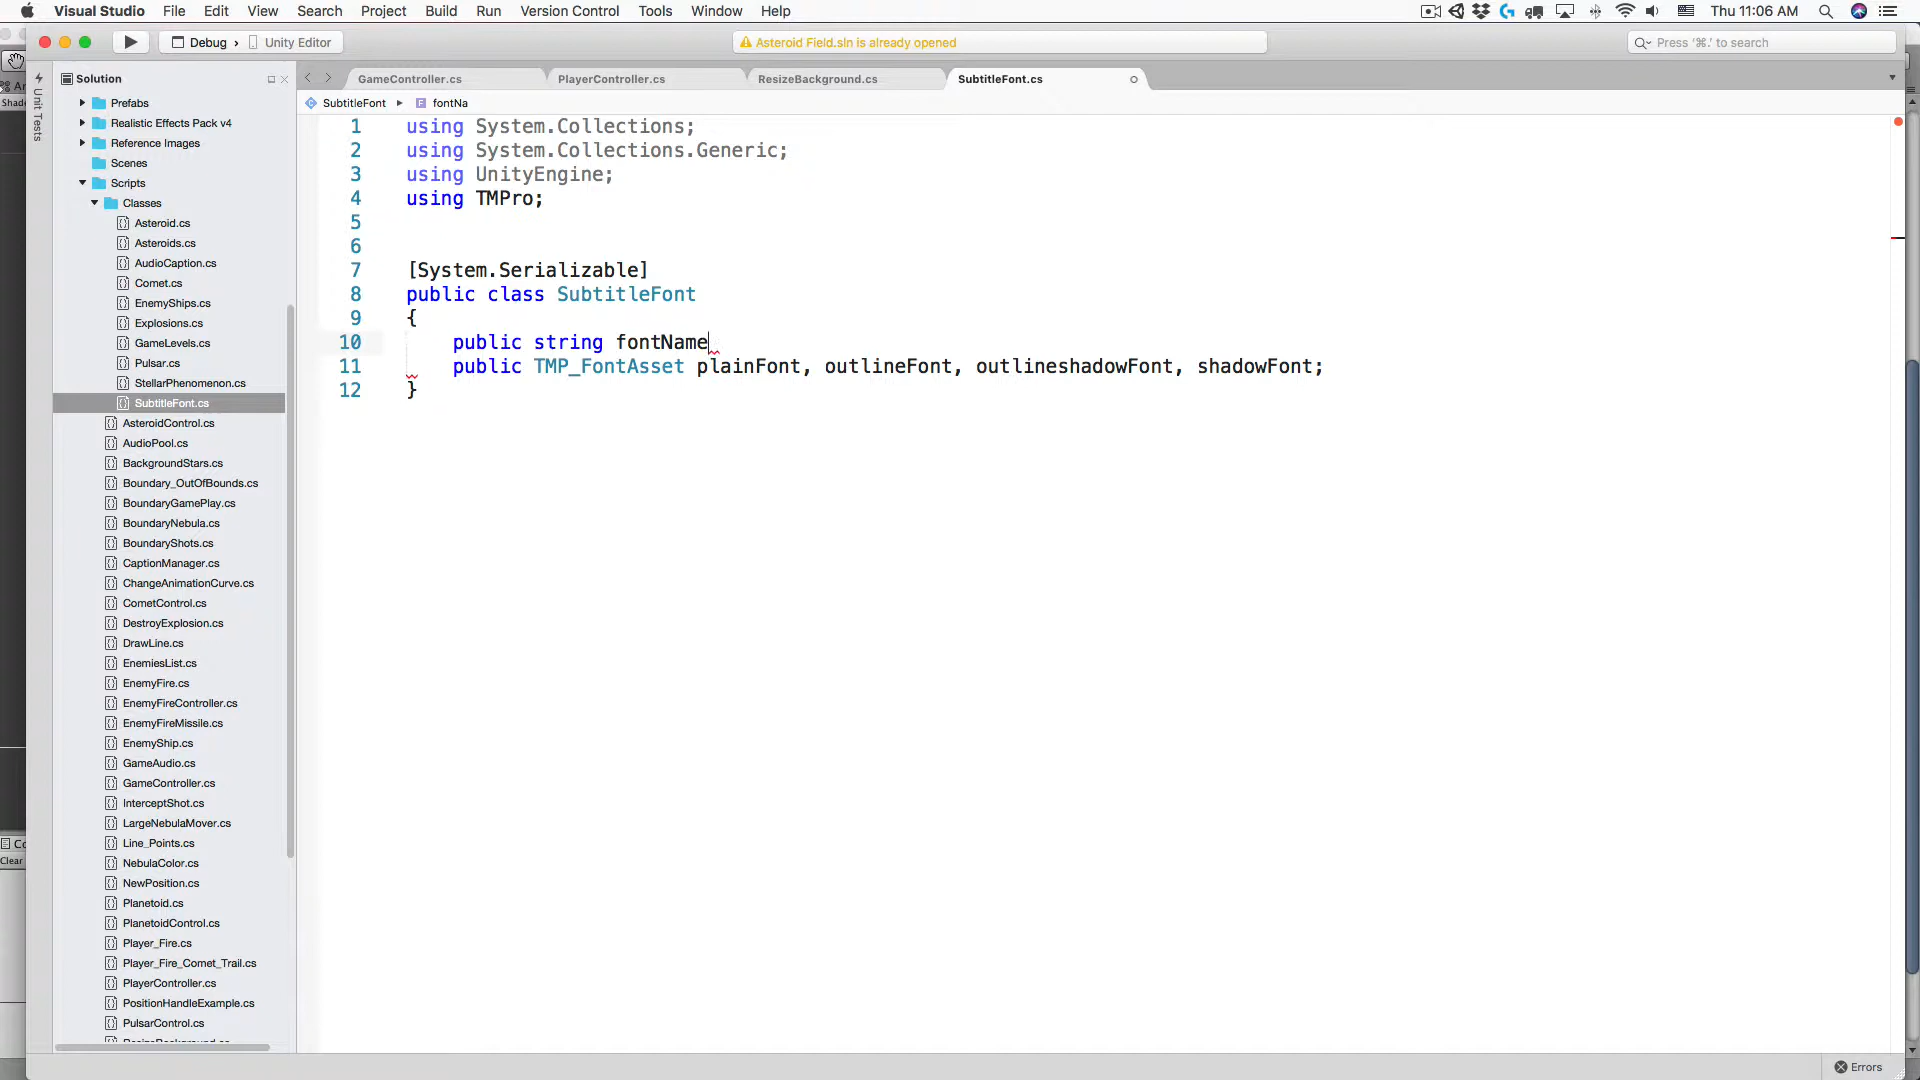 Visual Studio File Edit View Search Project Build Run Version Control Tools Window Help Thu 11:06 AM
Debug › Unity Editor Asteroid Field.sln is already opened Press '⌘.' to search
Solution GameController.cs PlayerController.cs ResizeBackground.cs SubtitleFont.cs
SubtitleFont ▸ fontNa
Unit Tests
Shade
Clear
Prefabs
Realistic Effects Pack v4
Reference Images
Scenes
Scripts
Classes
Asteroid.cs
Asteroids.cs
AudioCaption.cs
Comet.cs
EnemyShips.cs
Explosions.cs
GameLevels.cs
Pulsar.cs
StellarPhenomenon.cs
SubtitleFont.cs
AsteroidControl.cs
AudioPool.cs
BackgroundStars.cs
Boundary_OutOfBounds.cs
BoundaryGamePlay.cs
BoundaryNebula.cs
BoundaryShots.cs
CaptionManager.cs
ChangeAnimationCurve.cs
CometControl.cs
DestroyExplosion.cs
DrawLine.cs
EnemiesList.cs
EnemyFire.cs
EnemyFireController.cs
EnemyFireMissile.cs
EnemyShip.cs
GameAudio.cs
GameController.cs
InterceptShot.cs
LargeNebulaMover.cs
Line_Points.cs
NebulaColor.cs
NewPosition.cs
Planetoid.cs
PlanetoidControl.cs
Player_Fire.cs
Player_Fire_Comet_Trail.cs
PlayerController.cs
PositionHandleExample.cs
PulsarControl.cs
1 using System.Collections;
2 using System.Collections.Generic;
3 using UnityEngine;
4 using TMPro;
5
6
7 [System.Serializable]
8 public class SubtitleFont
9 {
10 public string fontName
11 public TMP_FontAsset plainFont, outlineFont, outlineshadowFont, shadowFont;
12 }
Errors